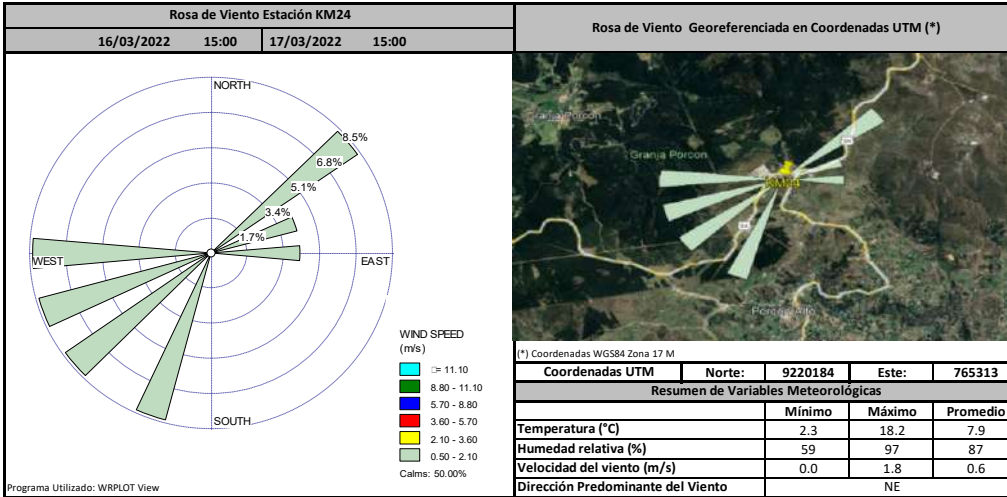 Rosa de Viento Estación KM24
16/03/2022 15:00 17/03/2022 15:00
NORTH
8.5%
6.8%
5.1%
3.4%
1.7%
WEST
EAST
SOUTH
WIND SPEED
(m/s)
= 11.10
8.80 - 11.10
5.70 - 8.80
3.60 - 5.70
2.10 - 3.60
0.50 - 2.10
Calms: 50.00%
Programa Utilizado: WRPLOT View
Rosa de Viento Georeferenciada en Coordenadas UTM (*)
Granja Porcon
Granja Porcon
KM24
(*) Coordenadas WGS84 Zona 17 M
Coordenadas UTM Norte: 9220184 Este: 765313
Resumen de Variables Meteorológicas
Mínimo Máximo Promedio
Temperatura (°C) 2.3 18.2 7.9
Humedad relativa (%) 59 97 87
Velocidad del viento (m/s) 0.0 1.8 0.6
Dirección Predominante del Viento NE